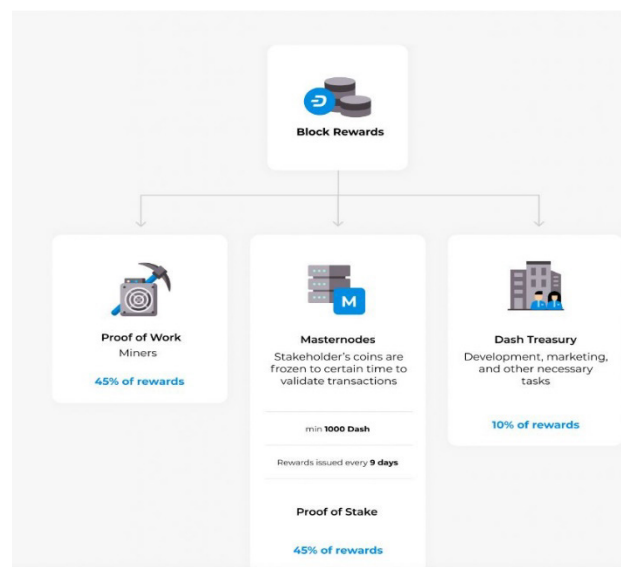 Block Rewards
Proof of Work
Miners
45% of rewards
M
Masternodes
Stakeholder's coins are
frozen to certain time to
validate transactions
min 1000 Dash
Rewards issued every 9 days
Proof of Stake
45% of rewards
Dash Treasury
Development, marketing,
and other necessary
tasks
10% of rewards